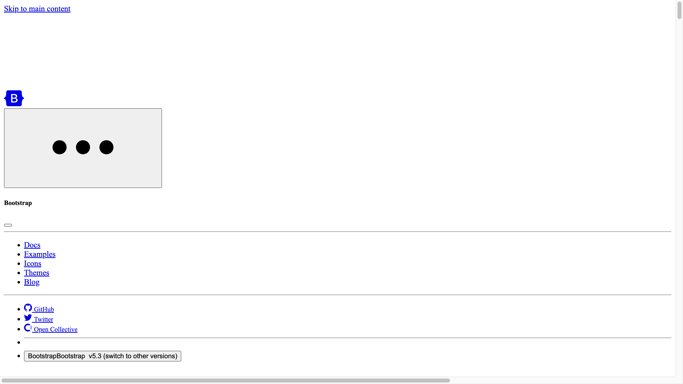 Skip to main content
B
Bootstrap
Docs
Examples
Icons
Themes
Blog
GitHub
Twitter
Open Collective
BootstrapBootstrap v5.3 (switch to other versions)